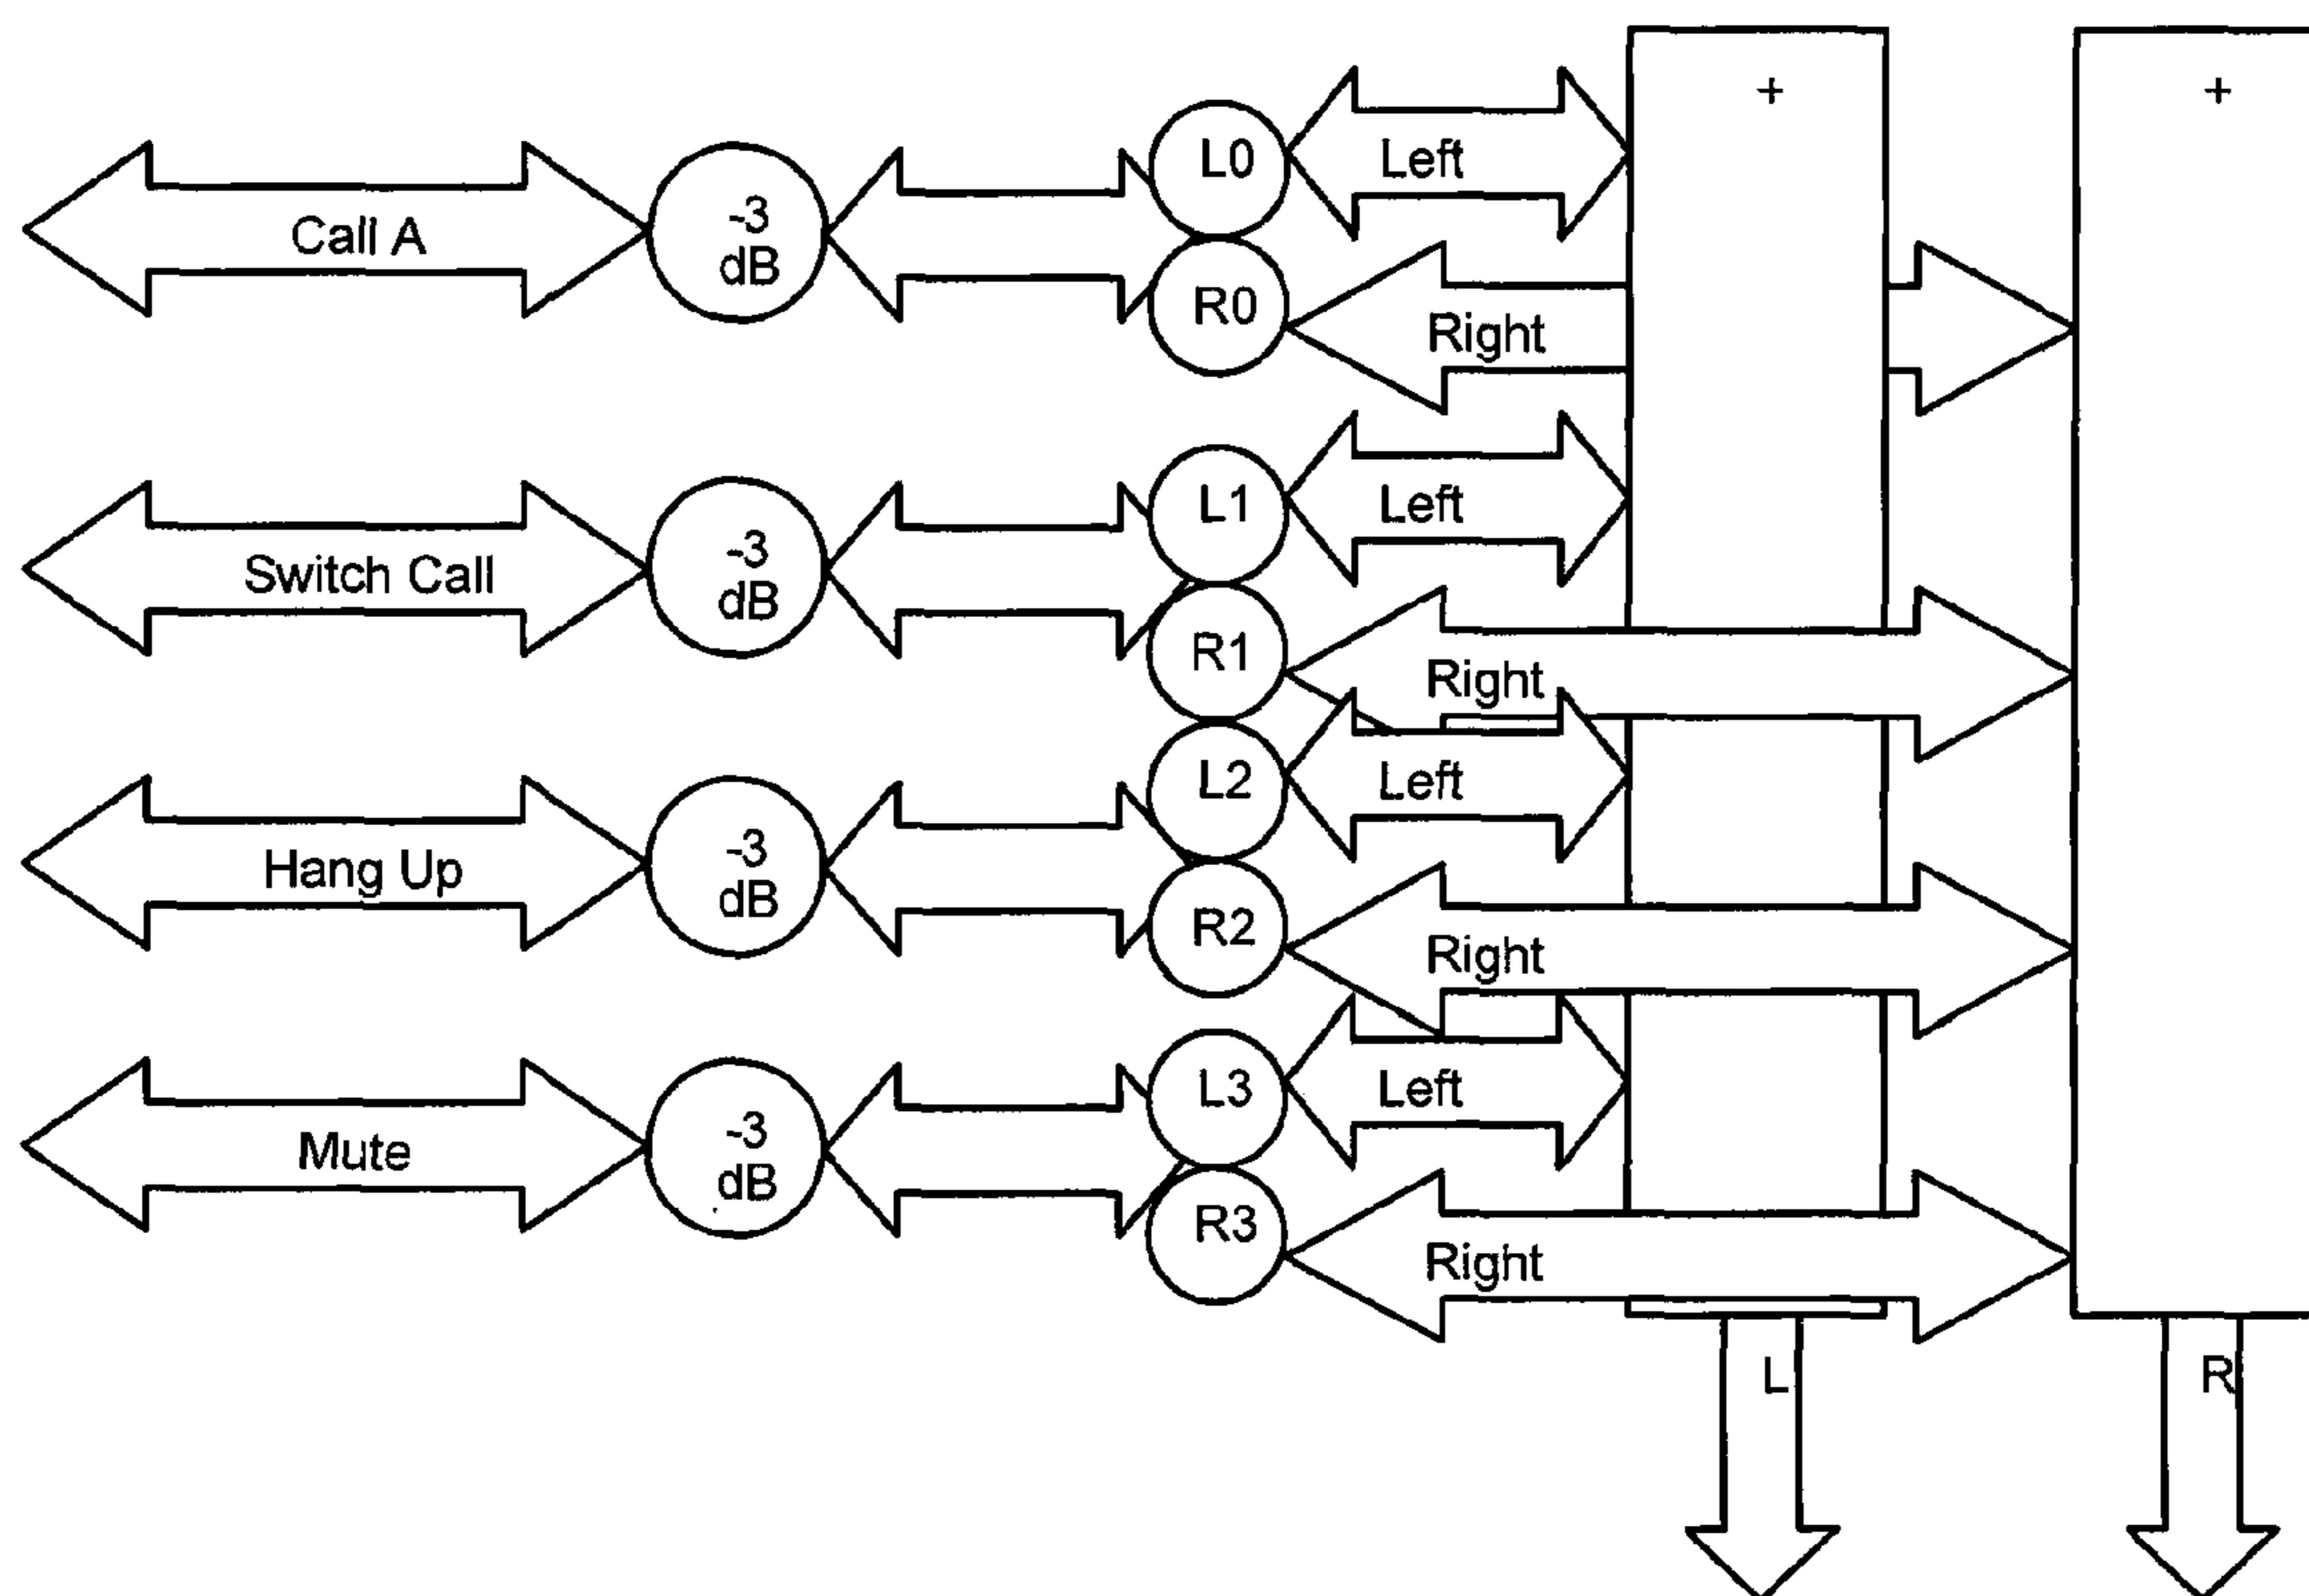 +
+
L0
Left
Call A
-3
dB
R0
Right
L1
Left
Switch Call
-3
dB
R1
Right
L2
Left
Hang Up
-3
dB
R2
Right
L3
Left
Mute
-3
dB
R3
Right
L
R